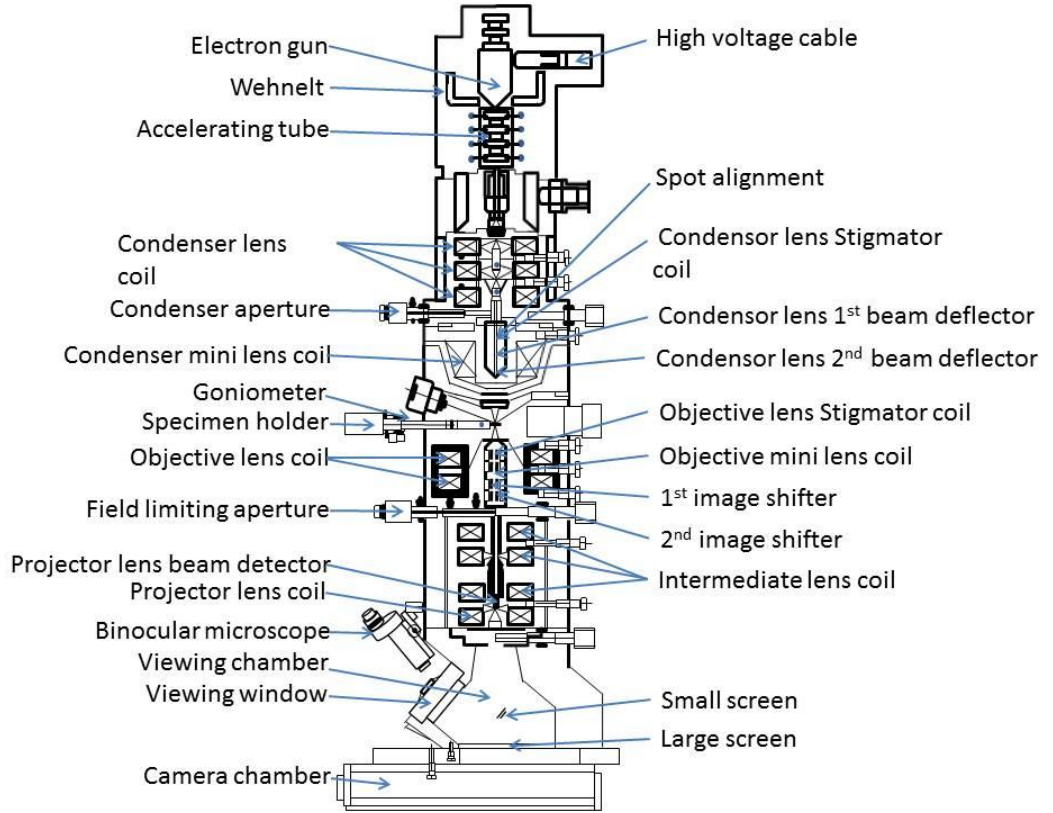 Electron gun
Wehnelt
Accelerating tube
Condenser lens
coil
Condenser aperture
Condenser mini lens coil
Goniometer
Specimen holder
Objective lens coil
Field limiting aperture
Projector lens beam detector
Projector lens coil
Binocular microscope
Viewing chamber
Viewing window
Camera chamber
High voltage cable
Spot alignment
Condensor lens Stigmator
coil
Condensor lens 1st beam deflector
Condensor lens 2nd beam deflector
Objective lens Stigmator coil
Objective mini lens coil
1st image shifter
2nd image shifter
Intermediate lens coil
Small screen
Large screen